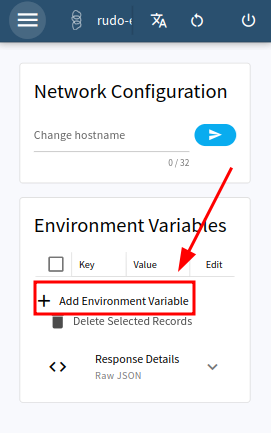 rudo-e
Network Configuration
Change hostname
0 / 32
Environment Variables
Key Value Edit
Add Environment Variable
Delete Selected Records
Response Details
Raw JSON